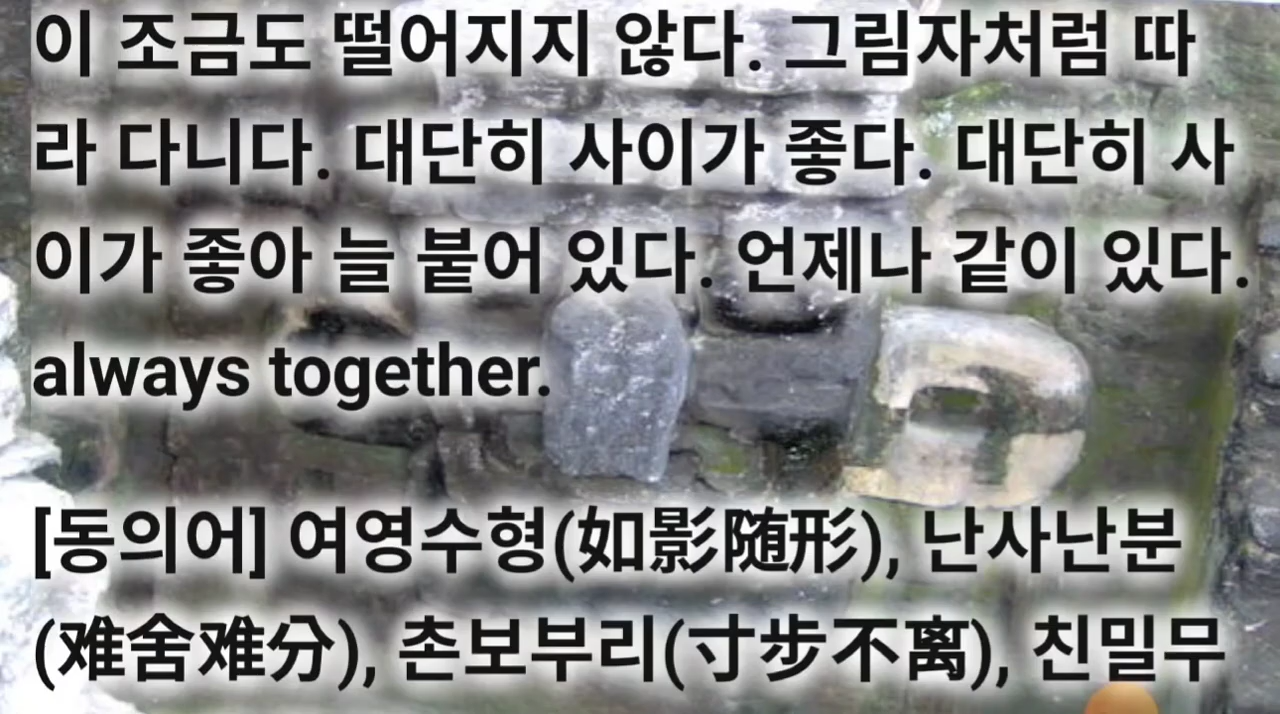 이 조금도 떨어지지 않다. 그림자처럼 따
라 다니다. 대단히 사이가 좋다. 대단히 사
이가 좋아 늘 붙어 있다. 언제나 같이 있다.
always together.
[동의어] 여영수형(如影随形), 난사난분
(难舍难分), 촌보부리(寸步不离), 친밀무